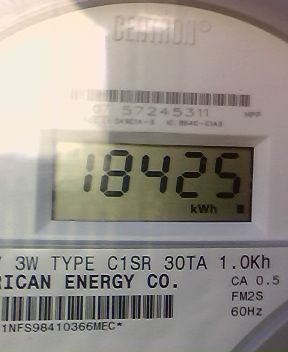 CENTRON®
07 57245311 MPP
18425
kWh
V 3W TYPE C1SR 30TA 1.0Kh
RICAN ENERGY CO.
CA 0.5
FM2S
60Hz
1NFS98410366MEC*